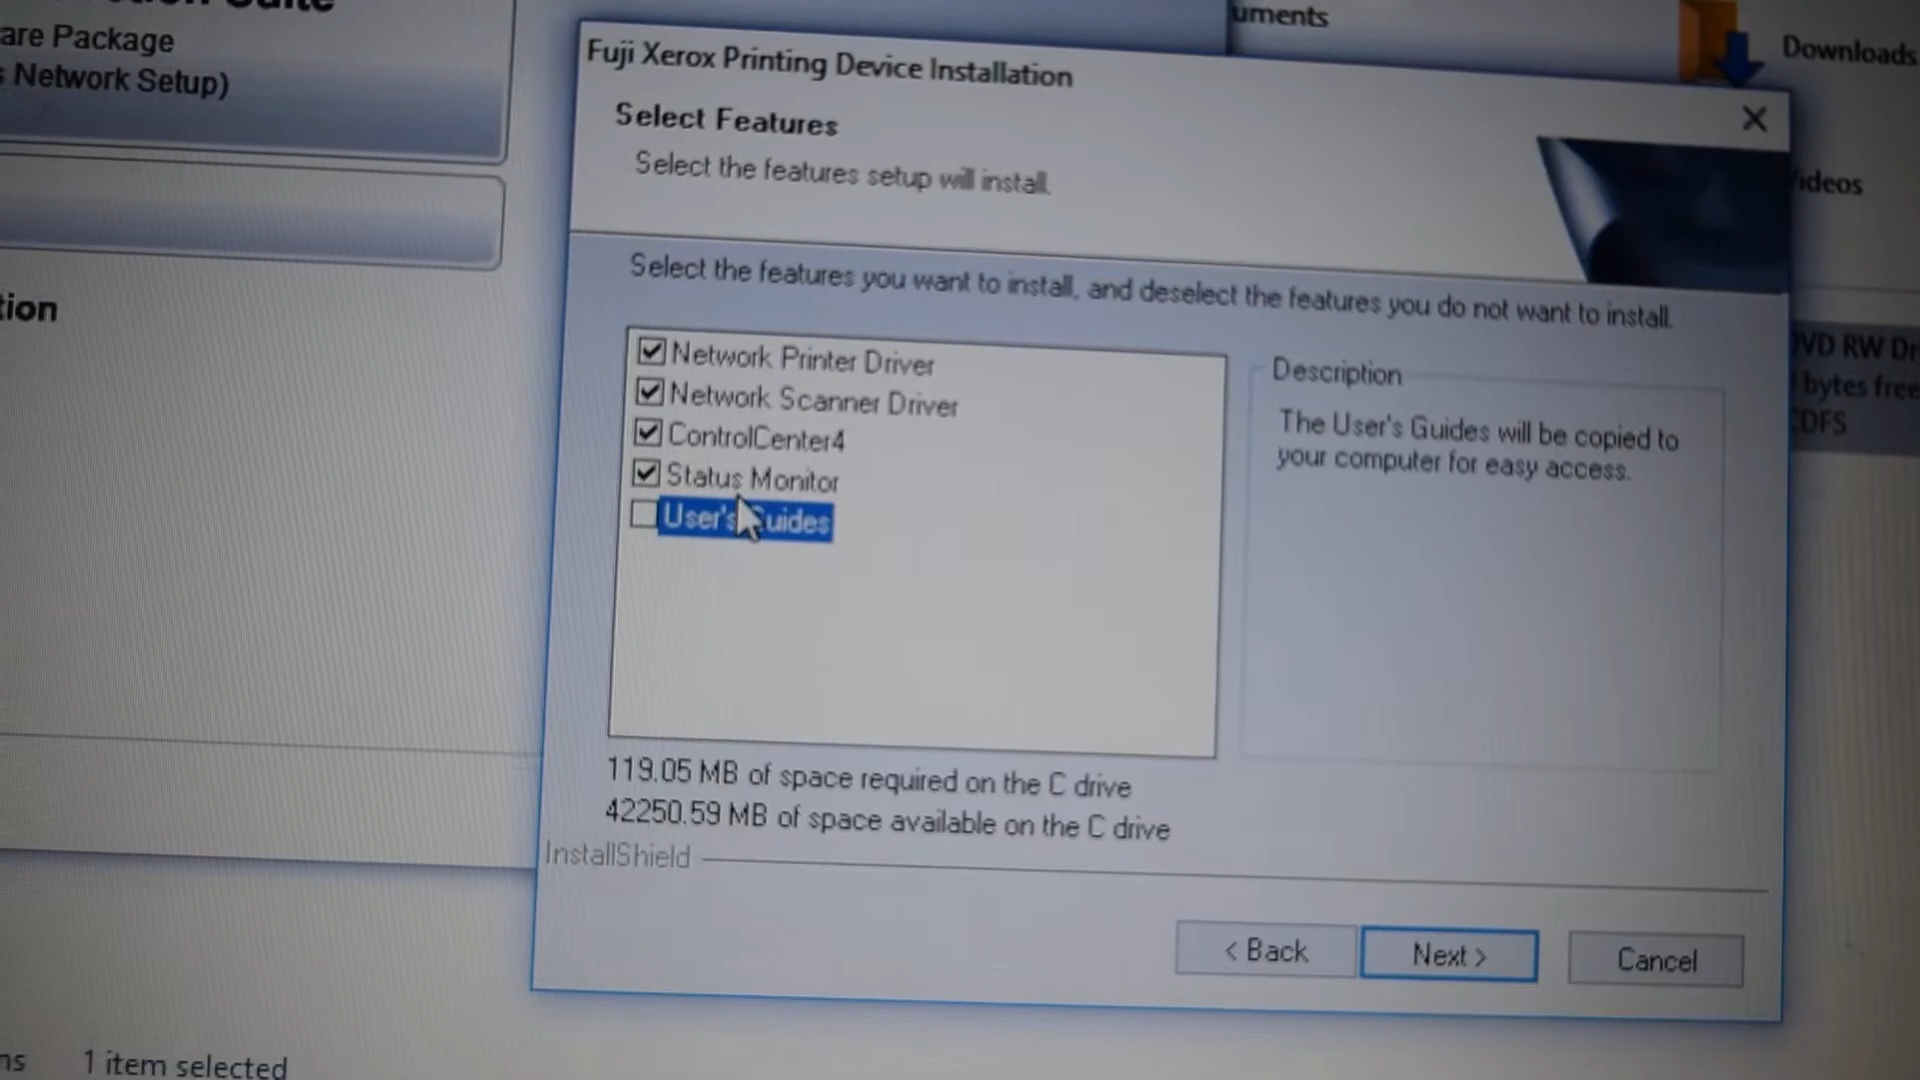 Suite
are Package
s Network Setup)
tion
1 item selected
uments
Downloads
Videos
DVD RW Dr
bytes free
CDFS
Fuji Xerox Printing Device Installation
Select Features
Select the features setup will install.
Select the features you want to install, and deselect the features you do not want to install.
Network Printer Driver
Network Scanner Driver
ControlCenter4
Status Monitor
User's Guides
Description
The User's Guides will be copied to
your computer for easy access.
119.05 MB of space required on the C drive
42250.59 MB of space available on the C drive
InstallShield
< Back
Next >
Cancel